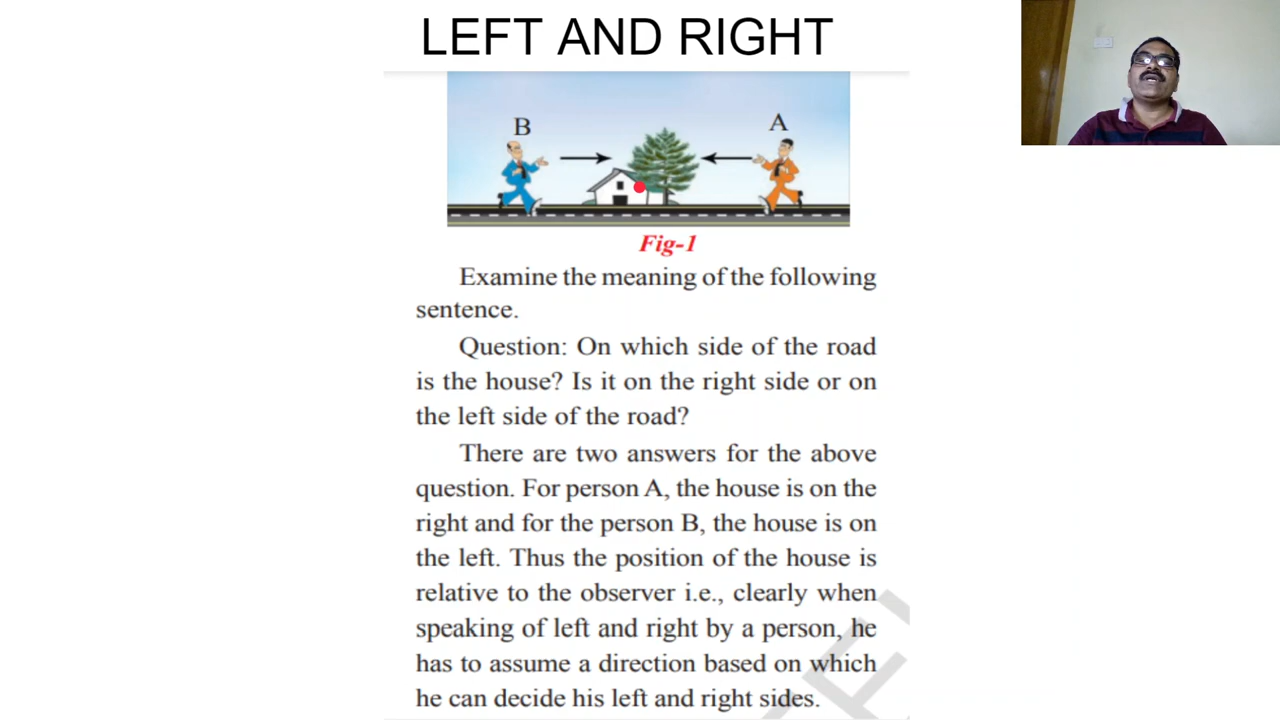 LEFT AND RIGHT
B
A
Fig-1
Examine the meaning of the following
sentence.
Question: On which side of the road
is the house? Is it on the right side or on
the left side of the road?
There are two answers for the above
question. For person A, the house is on the
right and for the person B, the house is on
the left. Thus the position of the house is
relative to the observer i.e., clearly when
speaking of left and right by a person, he
has to assume a direction based on which
he can decide his left and right sides.